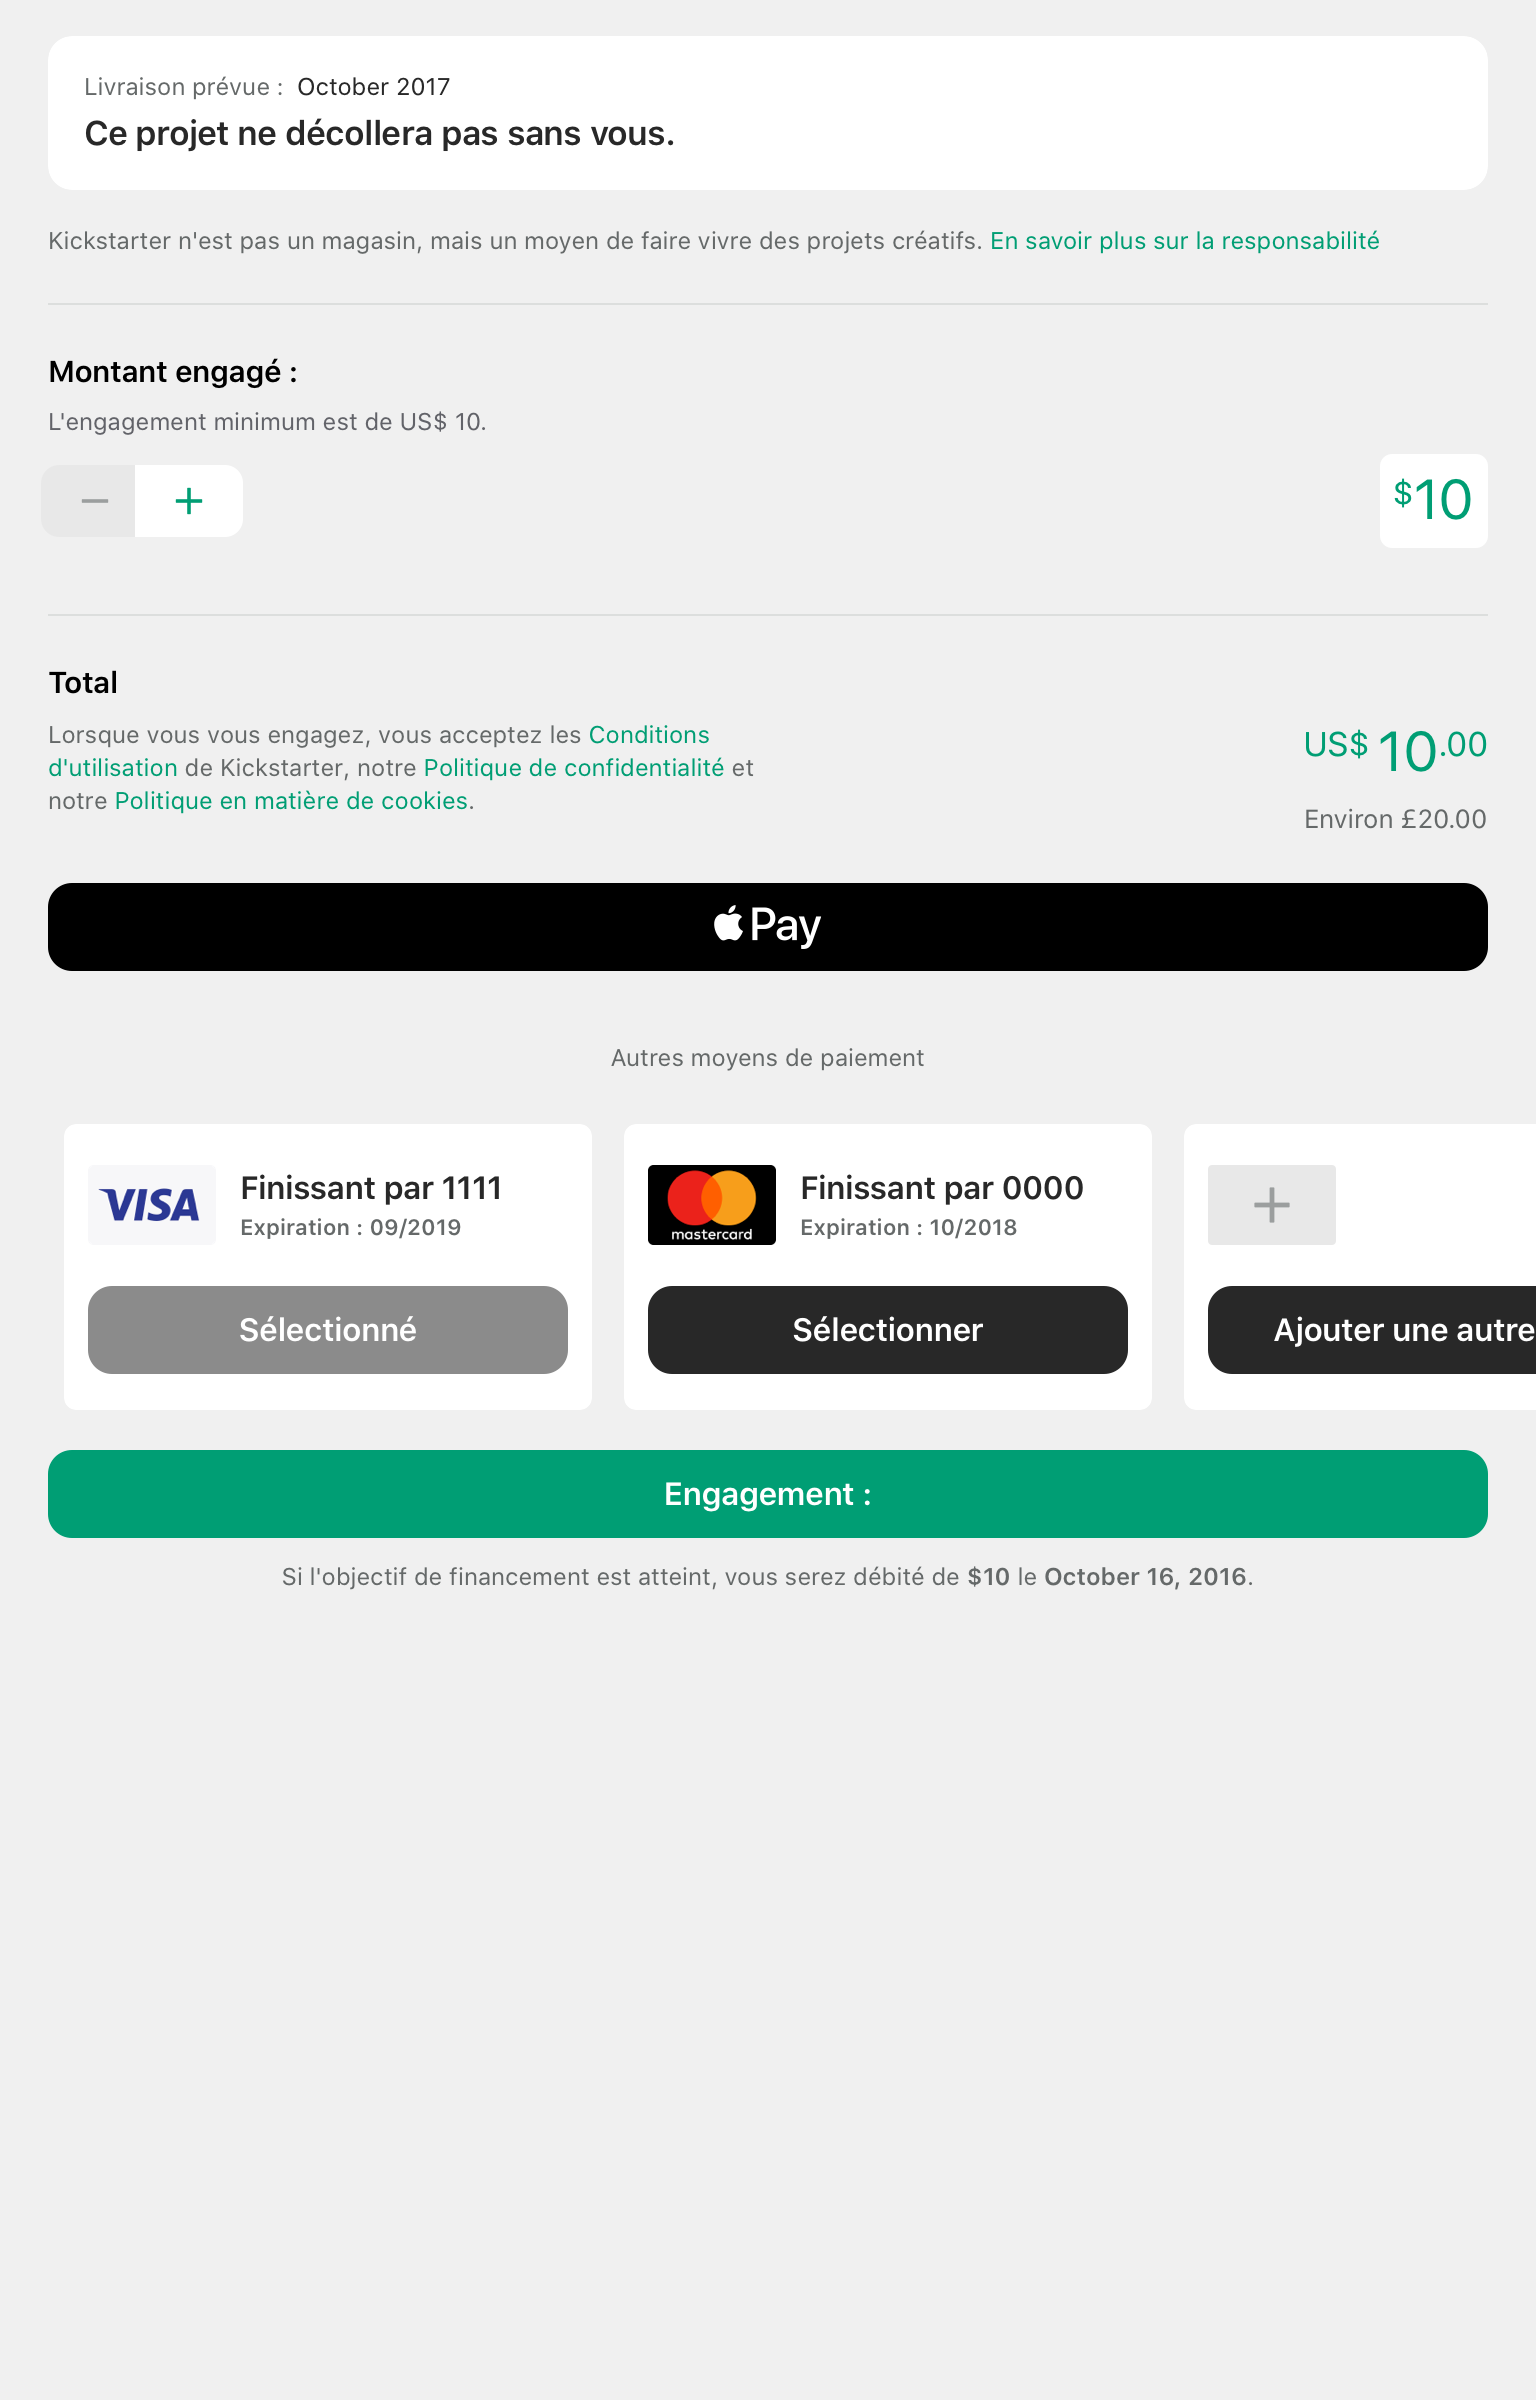 Livraison prévue : October 2017
Ce projet ne décollera pas sans vous.
Kickstarter n'est pas un magasin, mais un moyen de faire vivre des projets créatifs. En savoir plus sur la responsabilité
Montant engagé :
L'engagement minimum est de US$ 10.
$10
Total
Lorsque vous vous engagez, vous acceptez les Conditions
d'utilisation de Kickstarter, notre Politique de confidentialité et
notre Politique en matière de cookies.
US$ 10.00
Environ £20.00
Pay
Autres moyens de paiement
VISA
Finissant par 1111
Expiration : 09/2019
Sélectionné
mastercard
Finissant par 0000
Expiration : 10/2018
Sélectionner
Ajouter une autre
Engagement :
Si l'objectif de financement est atteint, vous serez débité de $10 le October 16, 2016.